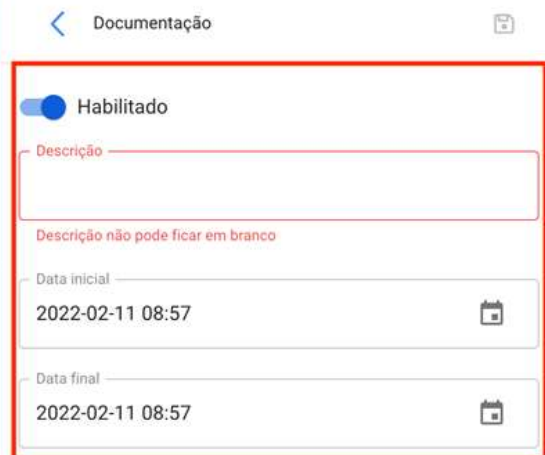 Documentação
Habilitado
Descrição
Descrição não pode ficar em branco
Data inicial
2022-02-11 08:57
Data final
2022-02-11 08:57